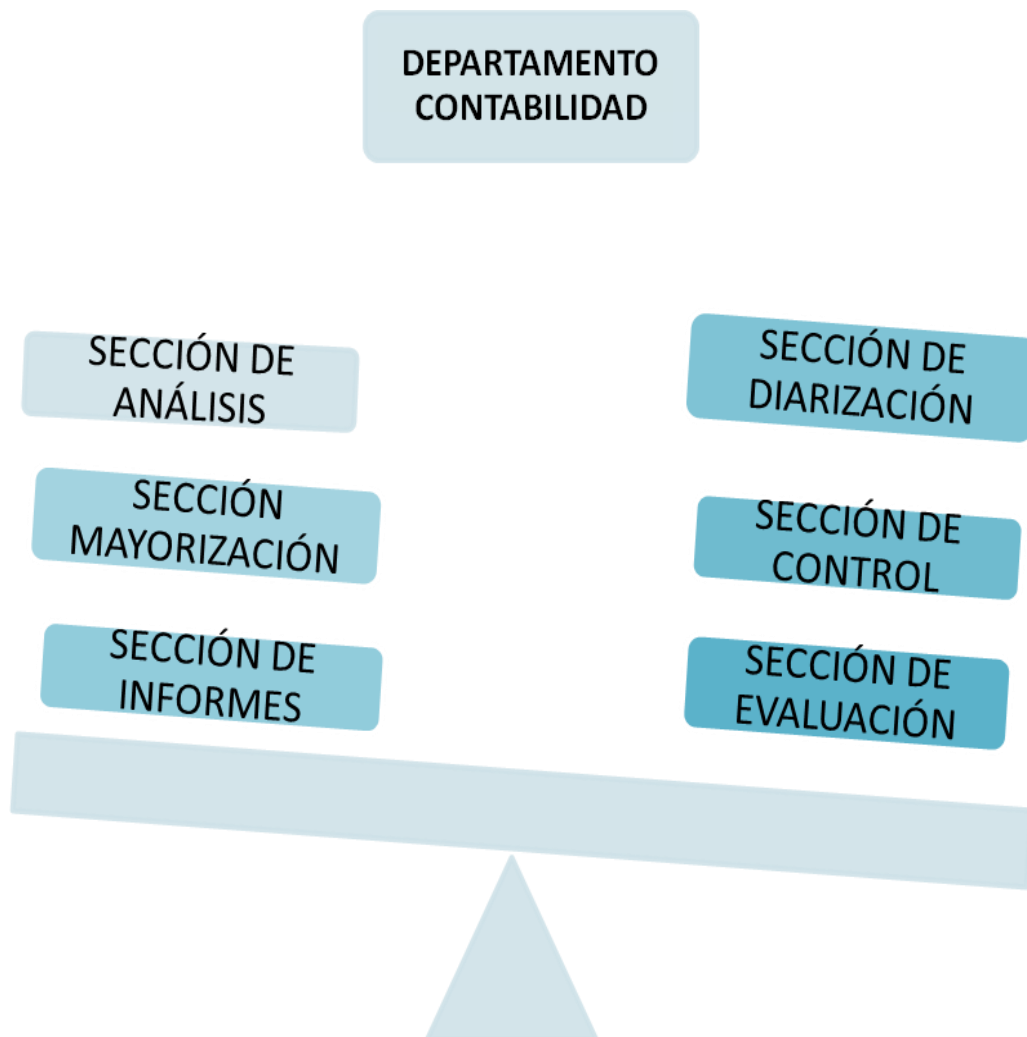 DEPARTAMENTO
CONTABILIDAD
SECCIÓN DE
ANÁLISIS
SECCIÓN
MAYORIZACIÓN
SECCIÓN DE
INFORMES
SECCIÓN DE
DIARIZACIÓN
SECCIÓN DE
CONTROL
SECCIÓN DE
EVALUACIÓN